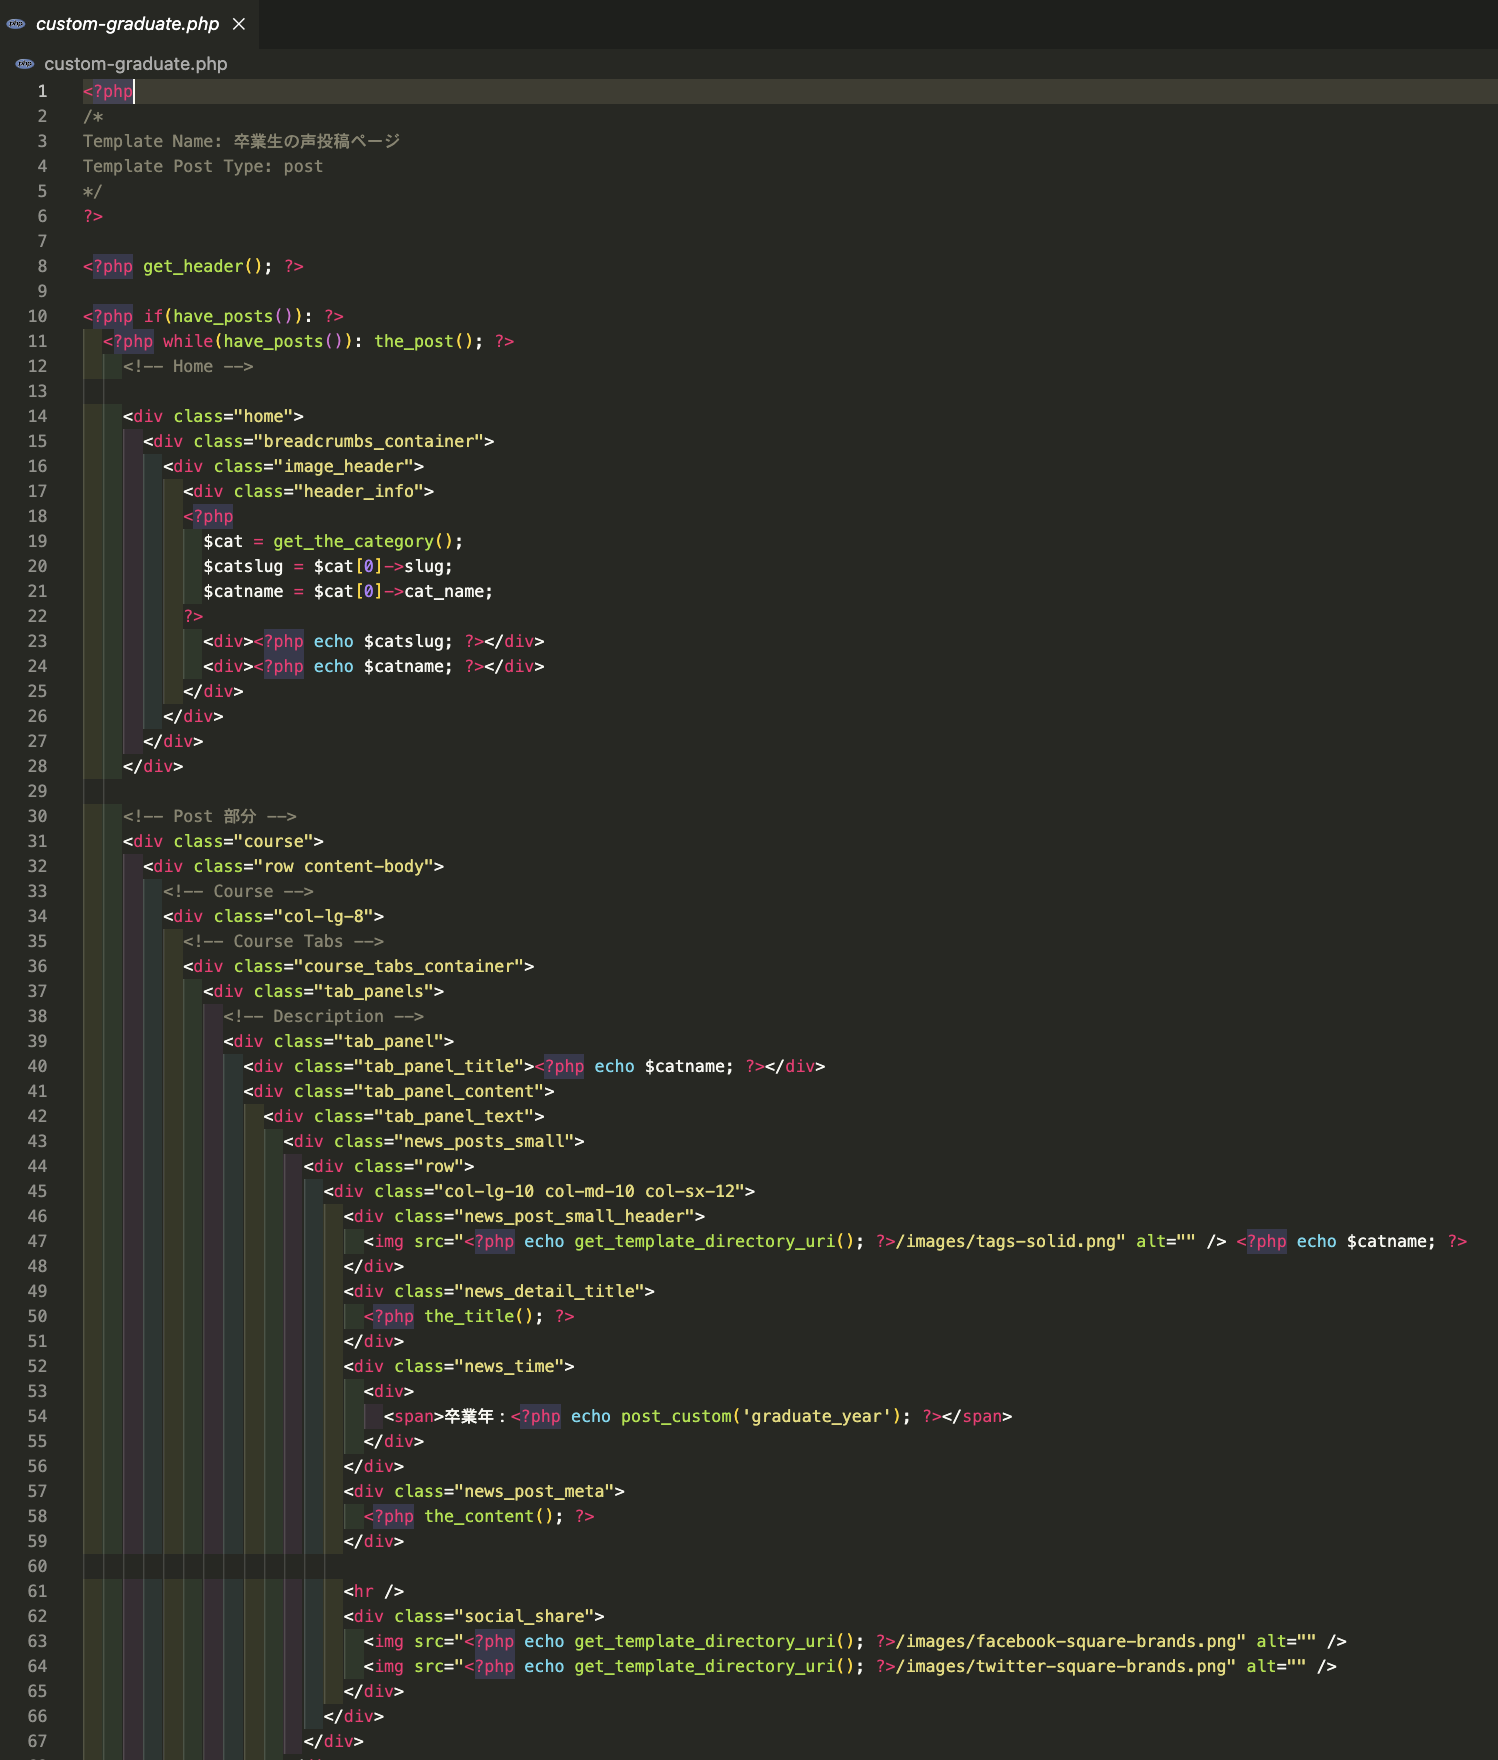 custom-graduate.php
custom-graduate.php
1 <?php
2 /*
3 Template Name: 卒業生の声投稿ページ
4 Template Post Type: post
5 */
6 ?>
7
8 <?php get_header(); ?>
9
10 <?php if(have_posts()): ?>
11   <?php while(have_posts()): the_post(); ?>
12     <!-- Home -->
13
14     <div class="home">
15       <div class="breadcrumbs_container">
16         <div class="image_header">
17           <div class="header_info">
18           <?php
19             $cat = get_the_category();
20             $catslug = $cat[0]->slug;
21             $catname = $cat[0]->cat_name;
22           ?>
23             <div><?php echo $catslug; ?></div>
24             <div><?php echo $catname; ?></div>
25           </div>
26         </div>
27       </div>
28     </div>
29
30     <!-- Post 部分 -->
31     <div class="course">
32       <div class="row content-body">
33         <!-- Course -->
34         <div class="col-lg-8">
35           <!-- Course Tabs -->
36           <div class="course_tabs_container">
37             <div class="tab_panels">
38               <!-- Description -->
39               <div class="tab_panel">
40                 <div class="tab_panel_title"><?php echo $catname; ?></div>
41                 <div class="tab_panel_content">
42                   <div class="tab_panel_text">
43                     <div class="news_posts_small">
44                       <div class="row">
45                         <div class="col-lg-10 col-md-10 col-sx-12">
46                           <div class="news_post_small_header">
47                             <img src="<?php echo get_template_directory_uri(); ?>/images/tags-solid.png" alt="" /> <?php echo $catname; ?>
48                           </div>
49                           <div class="news_detail_title">
50                             <?php the_title(); ?>
51                           </div>
52                           <div class="news_time">
53                             <div>
54                               <span>卒業年：<?php echo post_custom('graduate_year'); ?></span>
55                             </div>
56                           </div>
57                           <div class="news_post_meta">
58                             <?php the_content(); ?>
59                           </div>
60
61                           <hr />
62                           <div class="social_share">
63                             <img src="<?php echo get_template_directory_uri(); ?>/images/facebook-square-brands.png" alt="" />
64                             <img src="<?php echo get_template_directory_uri(); ?>/images/twitter-square-brands.png" alt="" />
65                           </div>
66                         </div>
67                       </div>